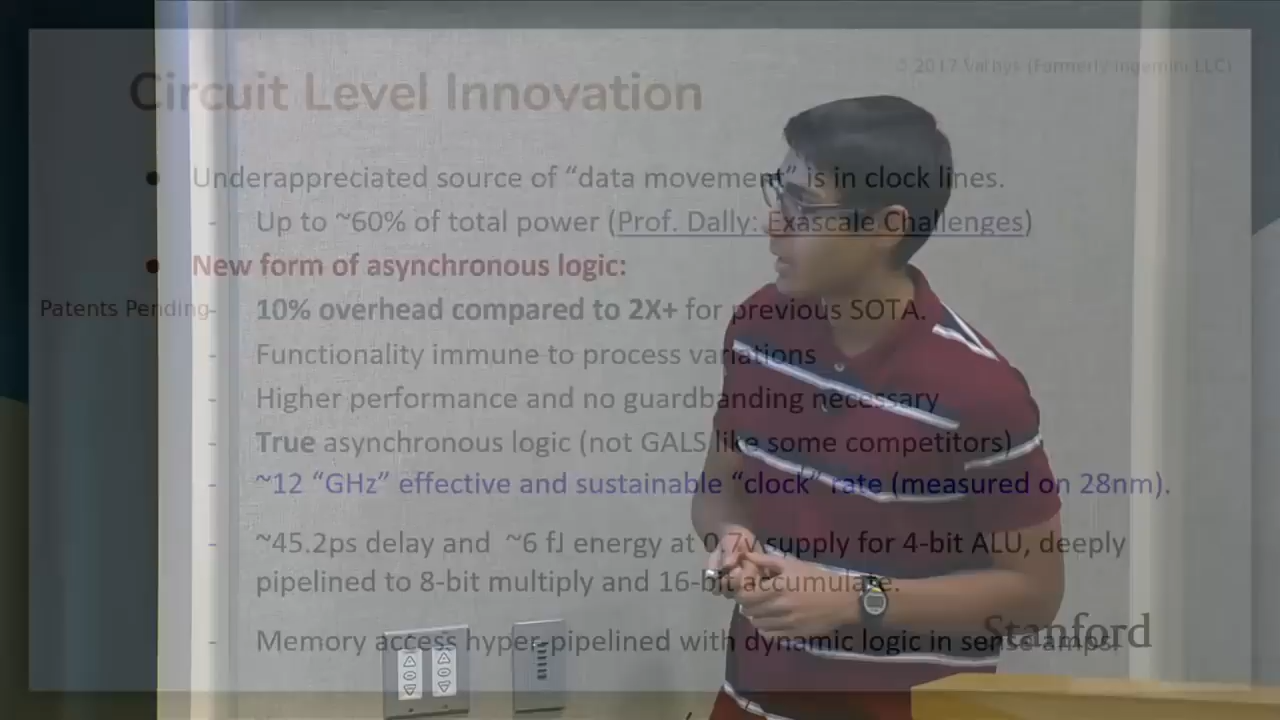 © 2017 Vathys (Formerly Ingemini LLC)
Circuit Level Innovation
Underappreciated source of “data movement” is in clock lines.
- Up to ~60% of total power (Prof. Dally: Exascale Challenges)
New form of asynchronous logic:
Patents Pending
- 10% overhead compared to 2X+ for previous SOTA.
- Functionality immune to process variations
- Higher performance and no guardbanding necessary
- True asynchronous logic (not GALS like some competitors)
- ~12 “GHz” effective and sustainable “clock” rate (measured on 28nm).
- ~45.2ps delay and ~6 fJ energy at 0.7v supply for 4-bit ALU, deeply
pipelined to 8-bit multiply and 16-bit accumulate.
- Memory access hyper-pipelined with dynamic logic in sense amps.
Stanford